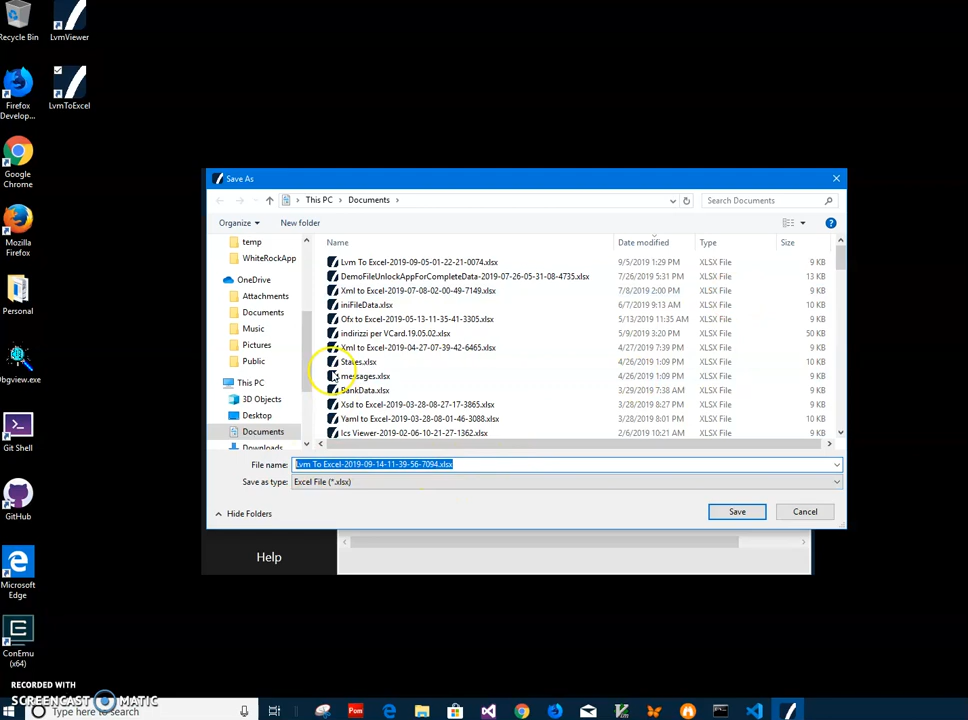 Recycle Bin
LvmViewer
Firefox
Develop...
LvmToExcel
Google
Chrome
Mozilla
Firefox
Personal
Dbgview.exe
Git Shell
GitHub
Microsoft
Edge
ConEmu
(x64)
Save As
This PC
Documents
Search Documents
Organize
New folder
temp
WhiteRockApp
OneDrive
Attachments
Documents
Music
Pictures
Public
This PC
3D Objects
Desktop
Documents
Downloads
Name Date modified Type Size
Lvm To Excel-2019-09-05-01-22-21-0074.xlsx 9/5/2019 1:29 PM XLSX File 9 KB
DemoFileUnlockAppForCompleteData-2019-07-26-05-31-08-4735.xlsx 7/26/2019 5:31 PM XLSX File 13 KB
Xml to Excel-2019-07-08-02-00-49-7149.xlsx 7/8/2019 2:00 PM XLSX File 9 KB
iniFileData.xlsx 6/7/2019 9:13 AM XLSX File 10 KB
Ofx to Excel-2019-05-13-11-35-41-3305.xlsx 5/13/2019 11:35 AM XLSX File 9 KB
indirizzi per VCard.19.05.02.xlsx 5/9/2019 3:20 PM XLSX File 50 KB
Xml to Excel-2019-04-27-07-39-42-6465.xlsx 4/27/2019 7:39 PM XLSX File 9 KB
States.xlsx 4/26/2019 1:09 PM XLSX File 10 KB
messages.xlsx 4/26/2019 1:09 PM XLSX File 9 KB
BankData.xlsx 3/29/2019 7:38 AM XLSX File 9 KB
Xsd to Excel-2019-03-28-08-27-17-3865.xlsx 3/28/2019 8:27 PM XLSX File 9 KB
Yaml to Excel-2019-03-28-08-01-46-3088.xlsx 3/28/2019 8:01 PM XLSX File 9 KB
Ics Viewer-2019-02-06-10-21-27-1362.xlsx 2/6/2019 10:21 AM XLSX File 9 KB
File name: Lvm To Excel-2019-09-14-11-39-56-7094.xlsx
Save as type: Excel File (*.xlsx)
Hide Folders
Save
Cancel
Help
RECORDED WITH
SCREENCAST MATIC
Type here to search
Pom